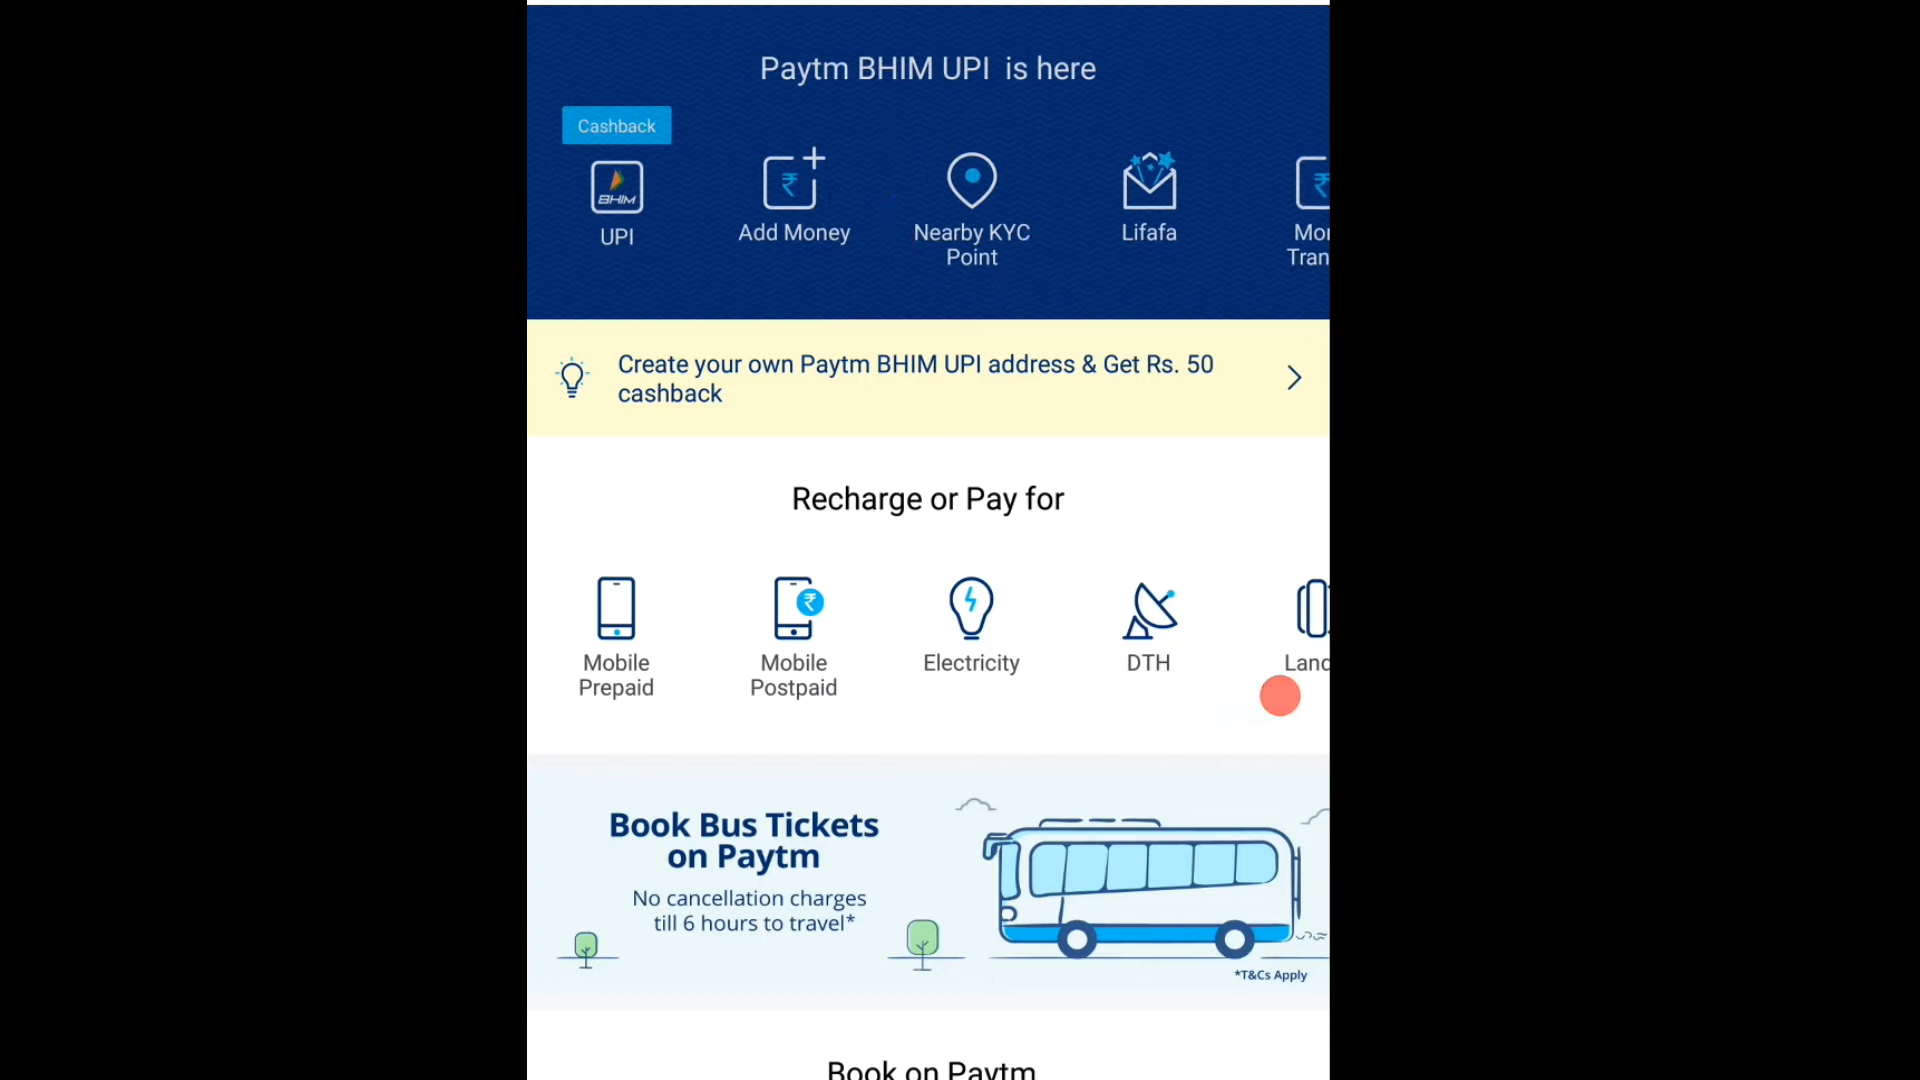 Paytm BHIM UPI is here
Cashback
BHIM
UPI
Add Money
Nearby KYC
Point
Lifafa
Mon
Tran
Create your own Paytm BHIM UPI address & Get Rs. 50
cashback
Recharge or Pay for
Mobile
Prepaid
Mobile
Postpaid
Electricity
DTH
Land
Book Bus Tickets
on Paytm
No cancellation charges
till 6 hours to travel*
*T&Cs Apply
Book on Paytm